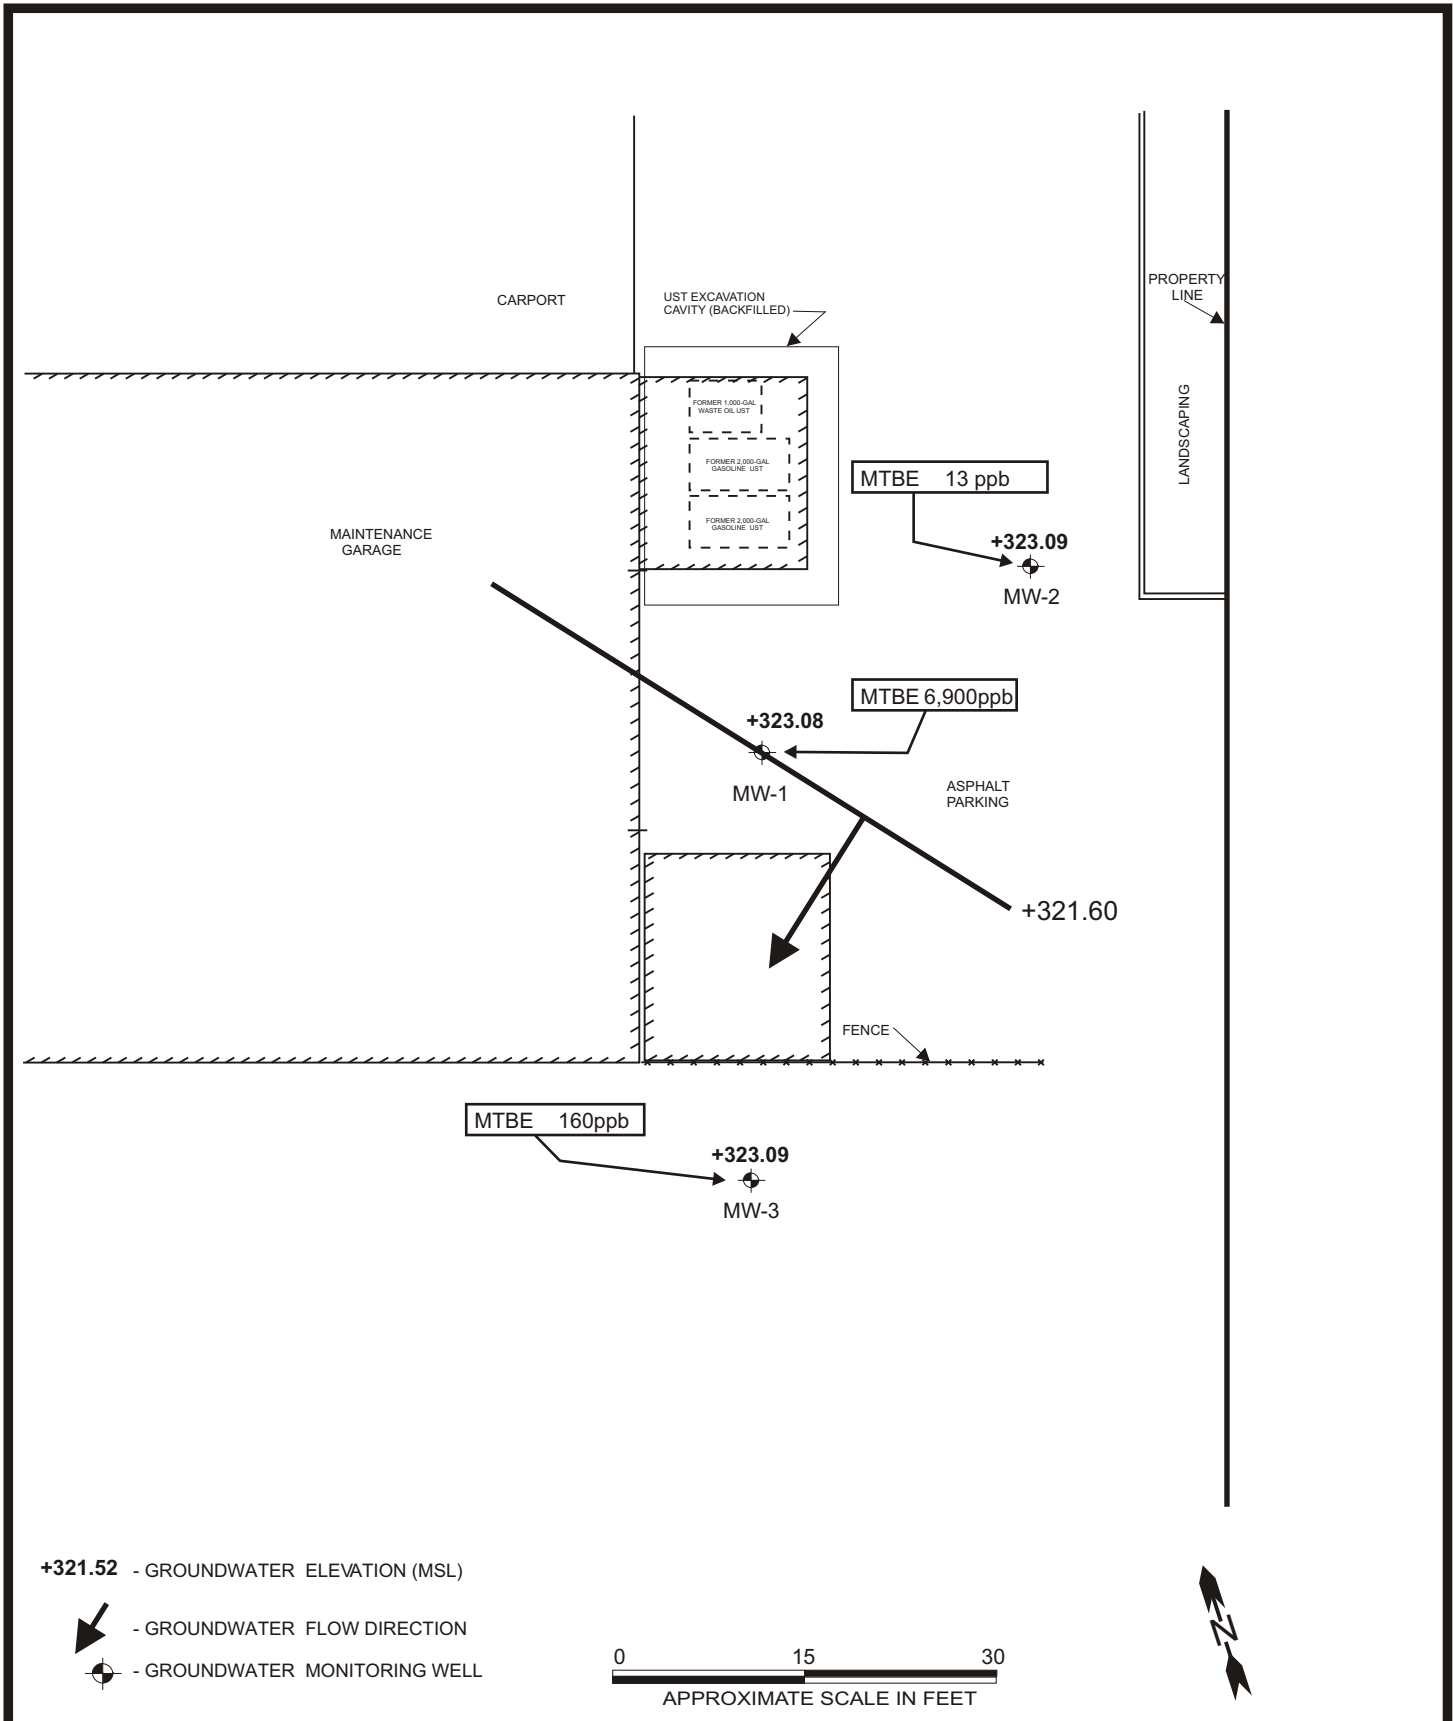 CARPORT
UST EXCAVATION
CAVITY (BACKFILLED)
PROPERTY
LINE
LANDSCAPING
FORMER 1,000-GAL
WASTE OIL UST
FORMER 2,000-GAL
GASOLINE UST
FORMER 2,000-GAL
GASOLINE UST
MTBE 13 ppb
MAINTENANCE
GARAGE
+323.09
MW-2
MTBE 6,900ppb
+323.08
MW-1
ASPHALT
PARKING
+321.60
FENCE
MTBE 160ppb
+323.09
MW-3
+321.52 - GROUNDWATER ELEVATION (MSL)
- GROUNDWATER FLOW DIRECTION
- GROUNDWATER MONITORING WELL
0 15 30
APPROXIMATE SCALE IN FEET
N